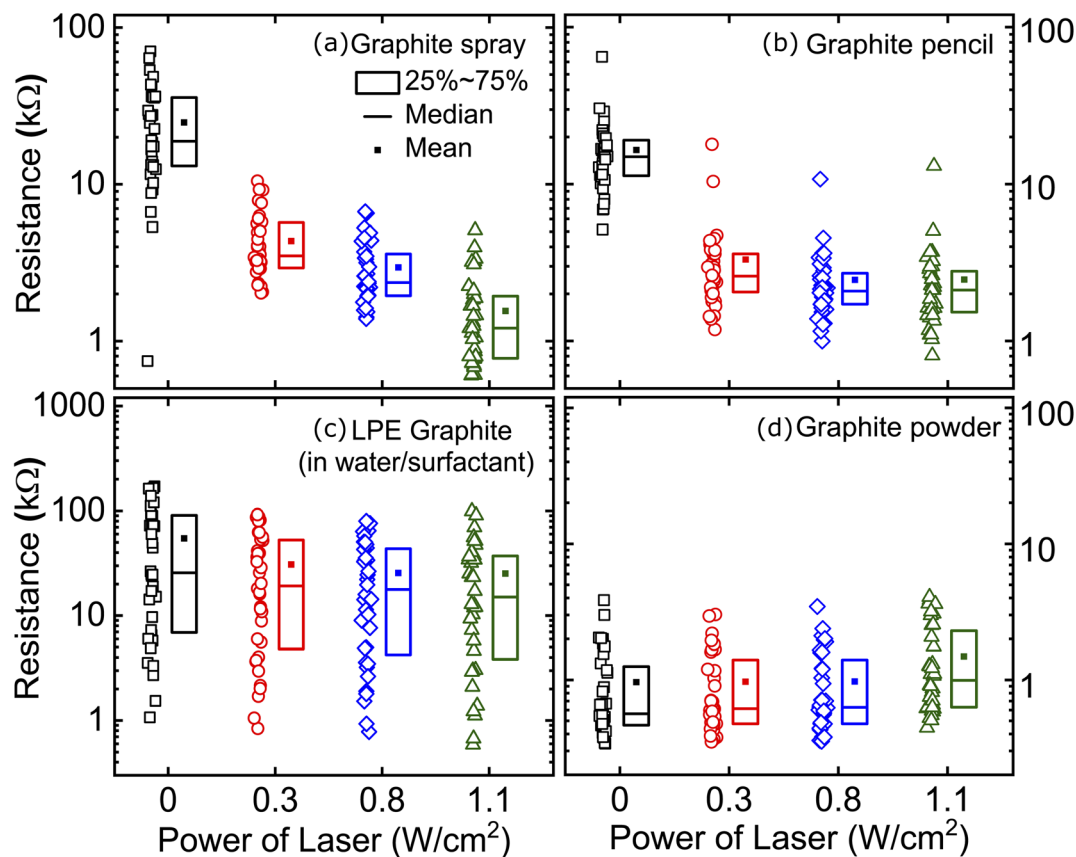 100
10
1
Resistance (kΩ)
(a) Graphite spray
25%~75%
Median
Mean
(b) Graphite pencil
100
10
1
1000
100
10
1
Resistance (kΩ)
(c) LPE Graphite
(in water/surfactant)
(d) Graphite powder
100
10
1
0 0.3 0.8 1.1
0 0.3 0.8 1.1
Power of Laser (W/cm²)
Power of Laser (W/cm²)